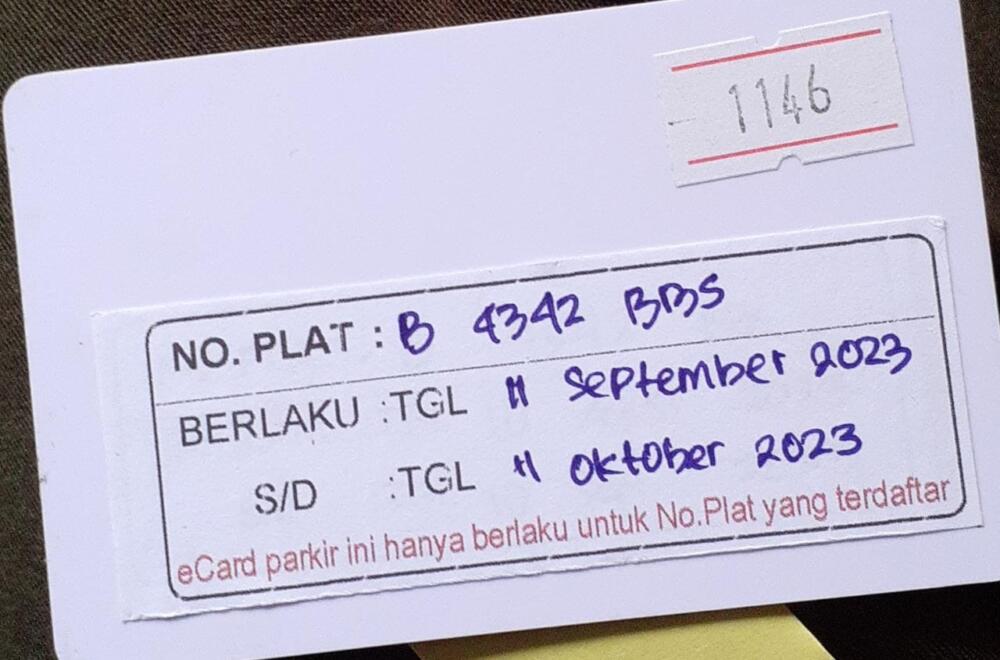 1146
NO. PLAT : B 4342 BBS
BERLAKU :TGL 11 September 2023
S/D :TGL 11 Oktober 2023
eCard parkir ini hanya berlaku untuk No.Plat yang terdaftar